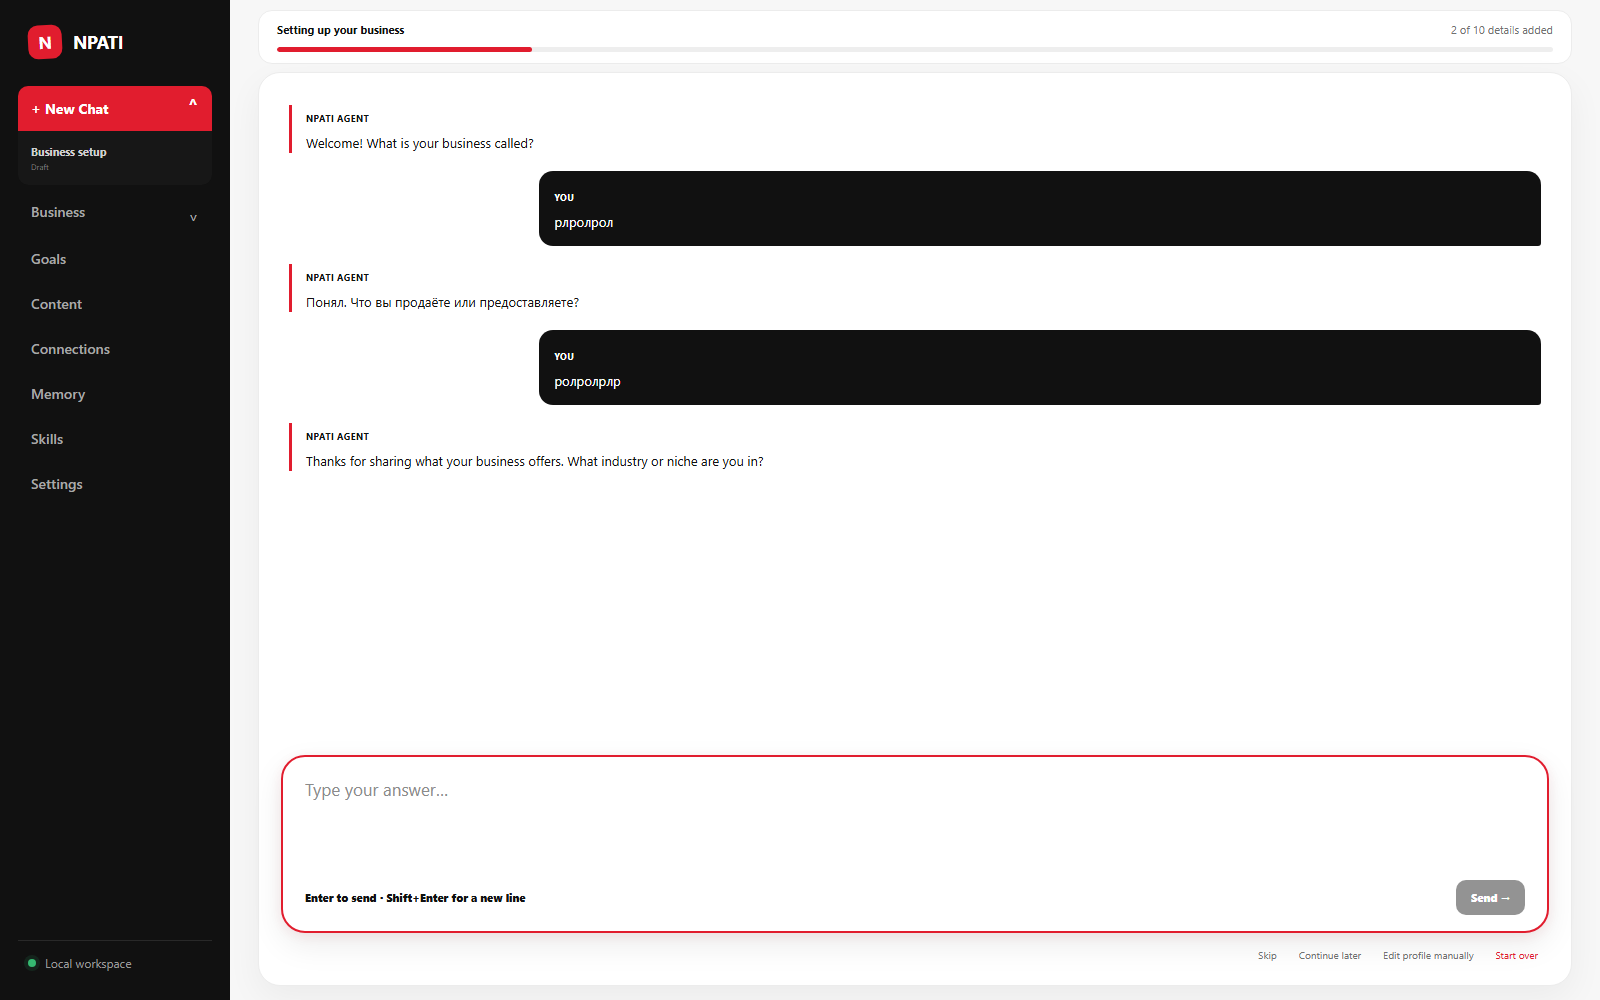 N NPATI
+ New Chat ^
Business setup
Draft
Business v
Goals
Content
Connections
Memory
Skills
Settings
Local workspace
Setting up your business 2 of 10 details added
NPATI AGENT
Welcome! What is your business called?
YOU
рлролрол
NPATI AGENT
Понял. Что вы продаёте или предоставляете?
YOU
ролролрлр
NPATI AGENT
Thanks for sharing what your business offers. What industry or niche are you in?
Type your answer...
Enter to send · Shift+Enter for a new line Send →
Skip Continue later Edit profile manually Start over